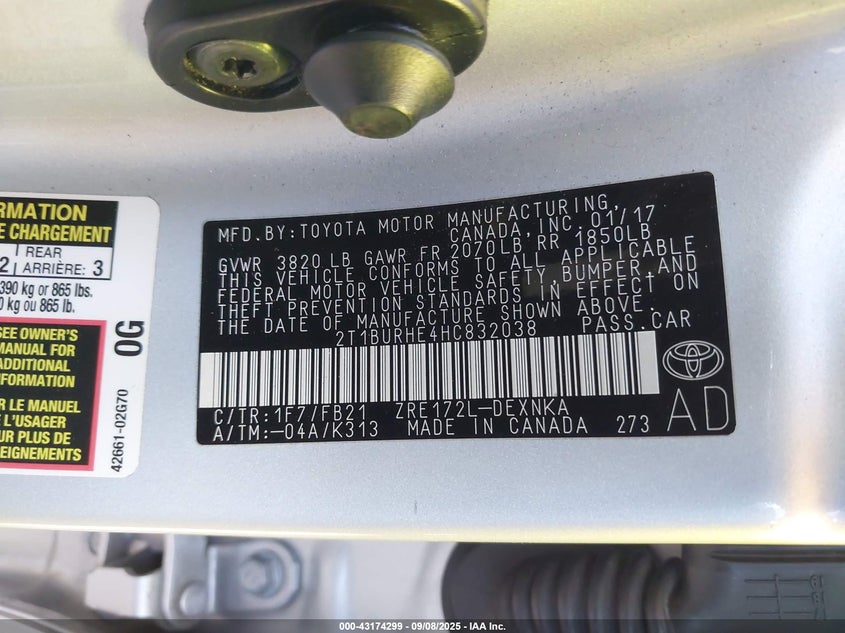 RMATION
E CHARGEMENT
2 REAR
ARRIÈRE: 3
390 kg or 865 lbs.
0 kg ou 865 lb.
SEE OWNER'S
MANUAL FOR
ADDITIONAL
INFORMATION
R LE MANUEL
E L'USAGER
UR PLUS DE
EIGNEMENTS
0G
42661-02G70
MFD.BY:TOYOTA MOTOR MANUFACTURING,
CANADA,INC. 01/17
GVWR 3820 LB GAWR FR 2070LB RR 1850LB
THIS VEHICLE CONFORMS TO ALL APPLICABLE
FEDERAL MOTOR VEHICLE SAFETY, BUMPER,AND
THEFT PREVENTION STANDARDS IN EFFECT ON
THE DATE OF MANUFACTURE SHOWN ABOVE.
2T1BURHE4HC832038 PASS.CAR
C/TR:1F7/FB21 ZRE172L-DEXNKA
A/TM:-04A/K313 MADE IN CANADA 273
AD
000-43174299 - 09/08/2025 - IAA Inc.